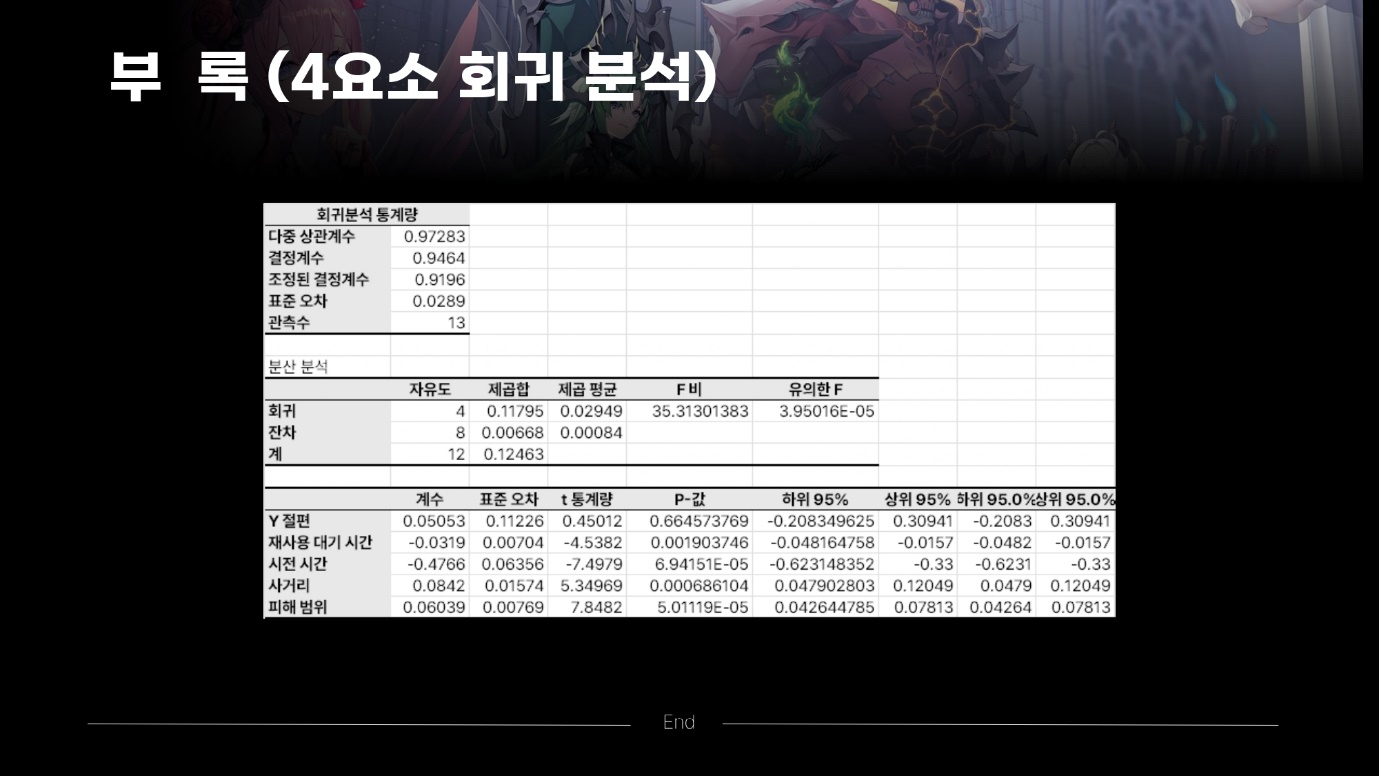 부 록 (4요소 회귀 분석)
회귀분석 통계량
다중 상관계수 0.97283
결정계수 0.9464
조정된 결정계수 0.9196
표준 오차 0.0289
관측수 13
분산 분석
자유도 제곱합 제곱 평균 F 비 유의한 F
회귀 4 0.11795 0.02949 35.31301383 3.95016E-05
잔차 8 0.00668 0.00084
계 12 0.12463
계수 표준 오차 t 통계량 P-값 하위 95% 상위 95% 하위 95.0% 상위 95.0%
Y 절편 0.05053 0.11226 0.45012 0.664573769 -0.208349625 0.30941 -0.2083 0.30941
재사용 대기 시간 -0.0319 0.00704 -4.5382 0.001903746 -0.048164758 -0.0157 -0.0482 -0.0157
시전 시간 -0.4766 0.06356 -7.4979 6.94151E-05 -0.623148352 -0.33 -0.6231 -0.33
사거리 0.0842 0.01574 5.34969 0.000686104 0.047902803 0.12049 0.0479 0.12049
피해 범위 0.06039 0.00769 7.8482 5.01119E-05 0.042644785 0.07813 0.04264 0.07813
End